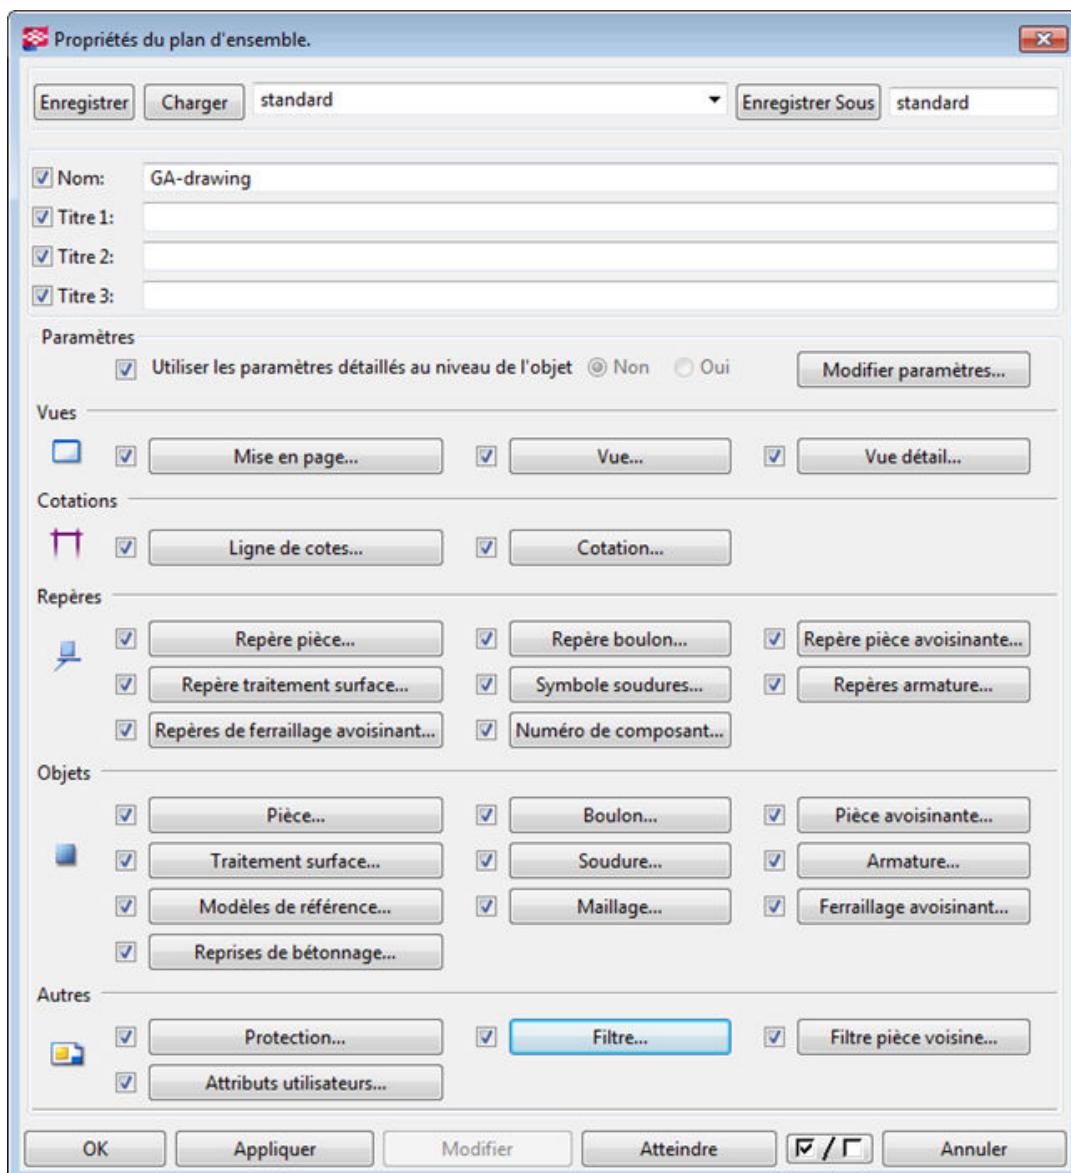 Propriétés du plan d'ensemble.
Enregistrer Charger standard Enregistrer Sous standard
Nom: GA-drawing
Titre 1:
Titre 2:
Titre 3:
Paramètres
Utiliser les paramètres détaillés au niveau de l'objet Non Oui Modifier paramètres...
Vues
Mise en page... Vue... Vue détail...
Cotations
Ligne de cotes... Cotation...
Repères
Repère pièce... Repère boulon... Repère pièce avoisinante...
Repère traitement surface... Symbole soudures... Repères armature...
Repères de ferraillage avoisinant... Numéro de composant...
Objets
Pièce... Boulon... Pièce avoisinante...
Traitement surface... Soudure... Armature...
Modèles de référence... Maillage... Ferraillage avoisinant...
Reprises de bétonnage...
Autres
Protection... Filtre... Filtre pièce voisine...
Attributs utilisateurs...
OK Appliquer Modifier Atteindre / Annuler